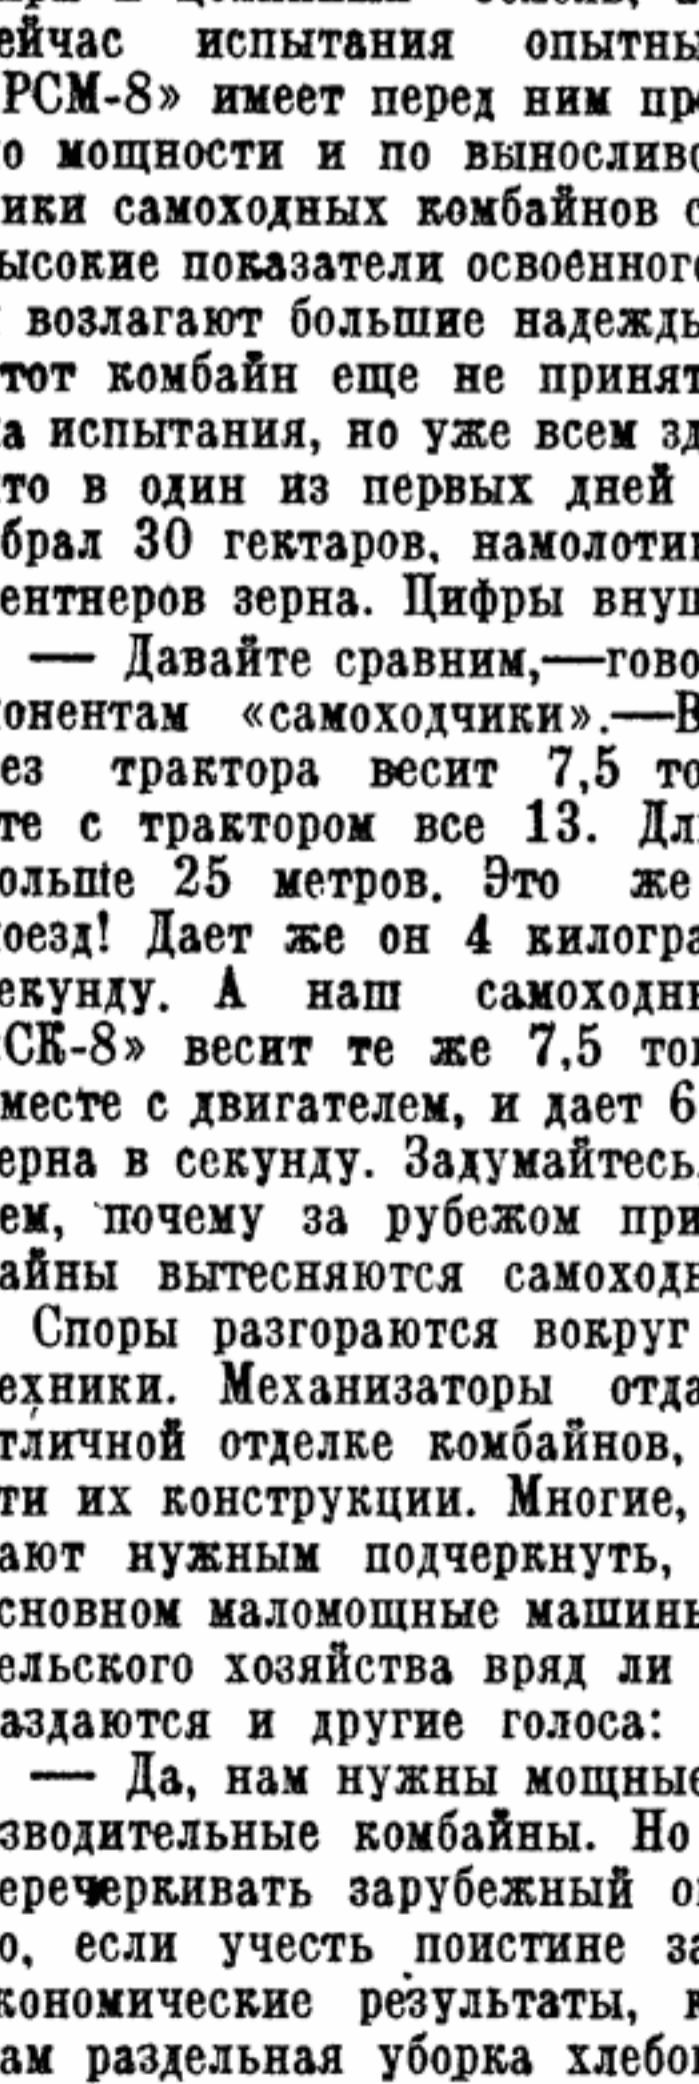 ейчас испытания опытны
РСМ-8» имеет перед ним пр
о мощности и по выносливо
ики самоходных комбайнов с
ысокие показатели освоенного
возлагают большие надежды
тот комбайн еще не принят
а испытания, но уже всем зд
то в один из первых дней
брал 30 гектаров, намолотил
ентнеров зерна. Цифры внуш
— Давайте сравним,—гово
онентам «самоходчики».—В
ез трактора весит 7,5 то
те с трактором все 13. Дл
ольше 25 метров. Это же
оезд! Дает же он 4 килогра
екунду. А наш самоходн
«СК-8» весит те же 7,5 тон
месте с двигателем, и дает 6
ерна в секунду. Задумайтесь.
ем, почему за рубежом при
айны вытесняются самоходн
Споры разгораются вокруг
ехники. Механизаторы отда
тличной отделке комбайнов,
ти их конструкции. Многие,
ают нужным подчеркнуть,
сновном маломощные машины
ельского хозяйства вряд ли
аздаются и другие голоса:
— Да, нам нужны мощные
зводительные комбайны. Но
еречеркивать зарубежный о
о, если учесть поистине за
кономические результаты, к
ам раздельная уборка хлебов